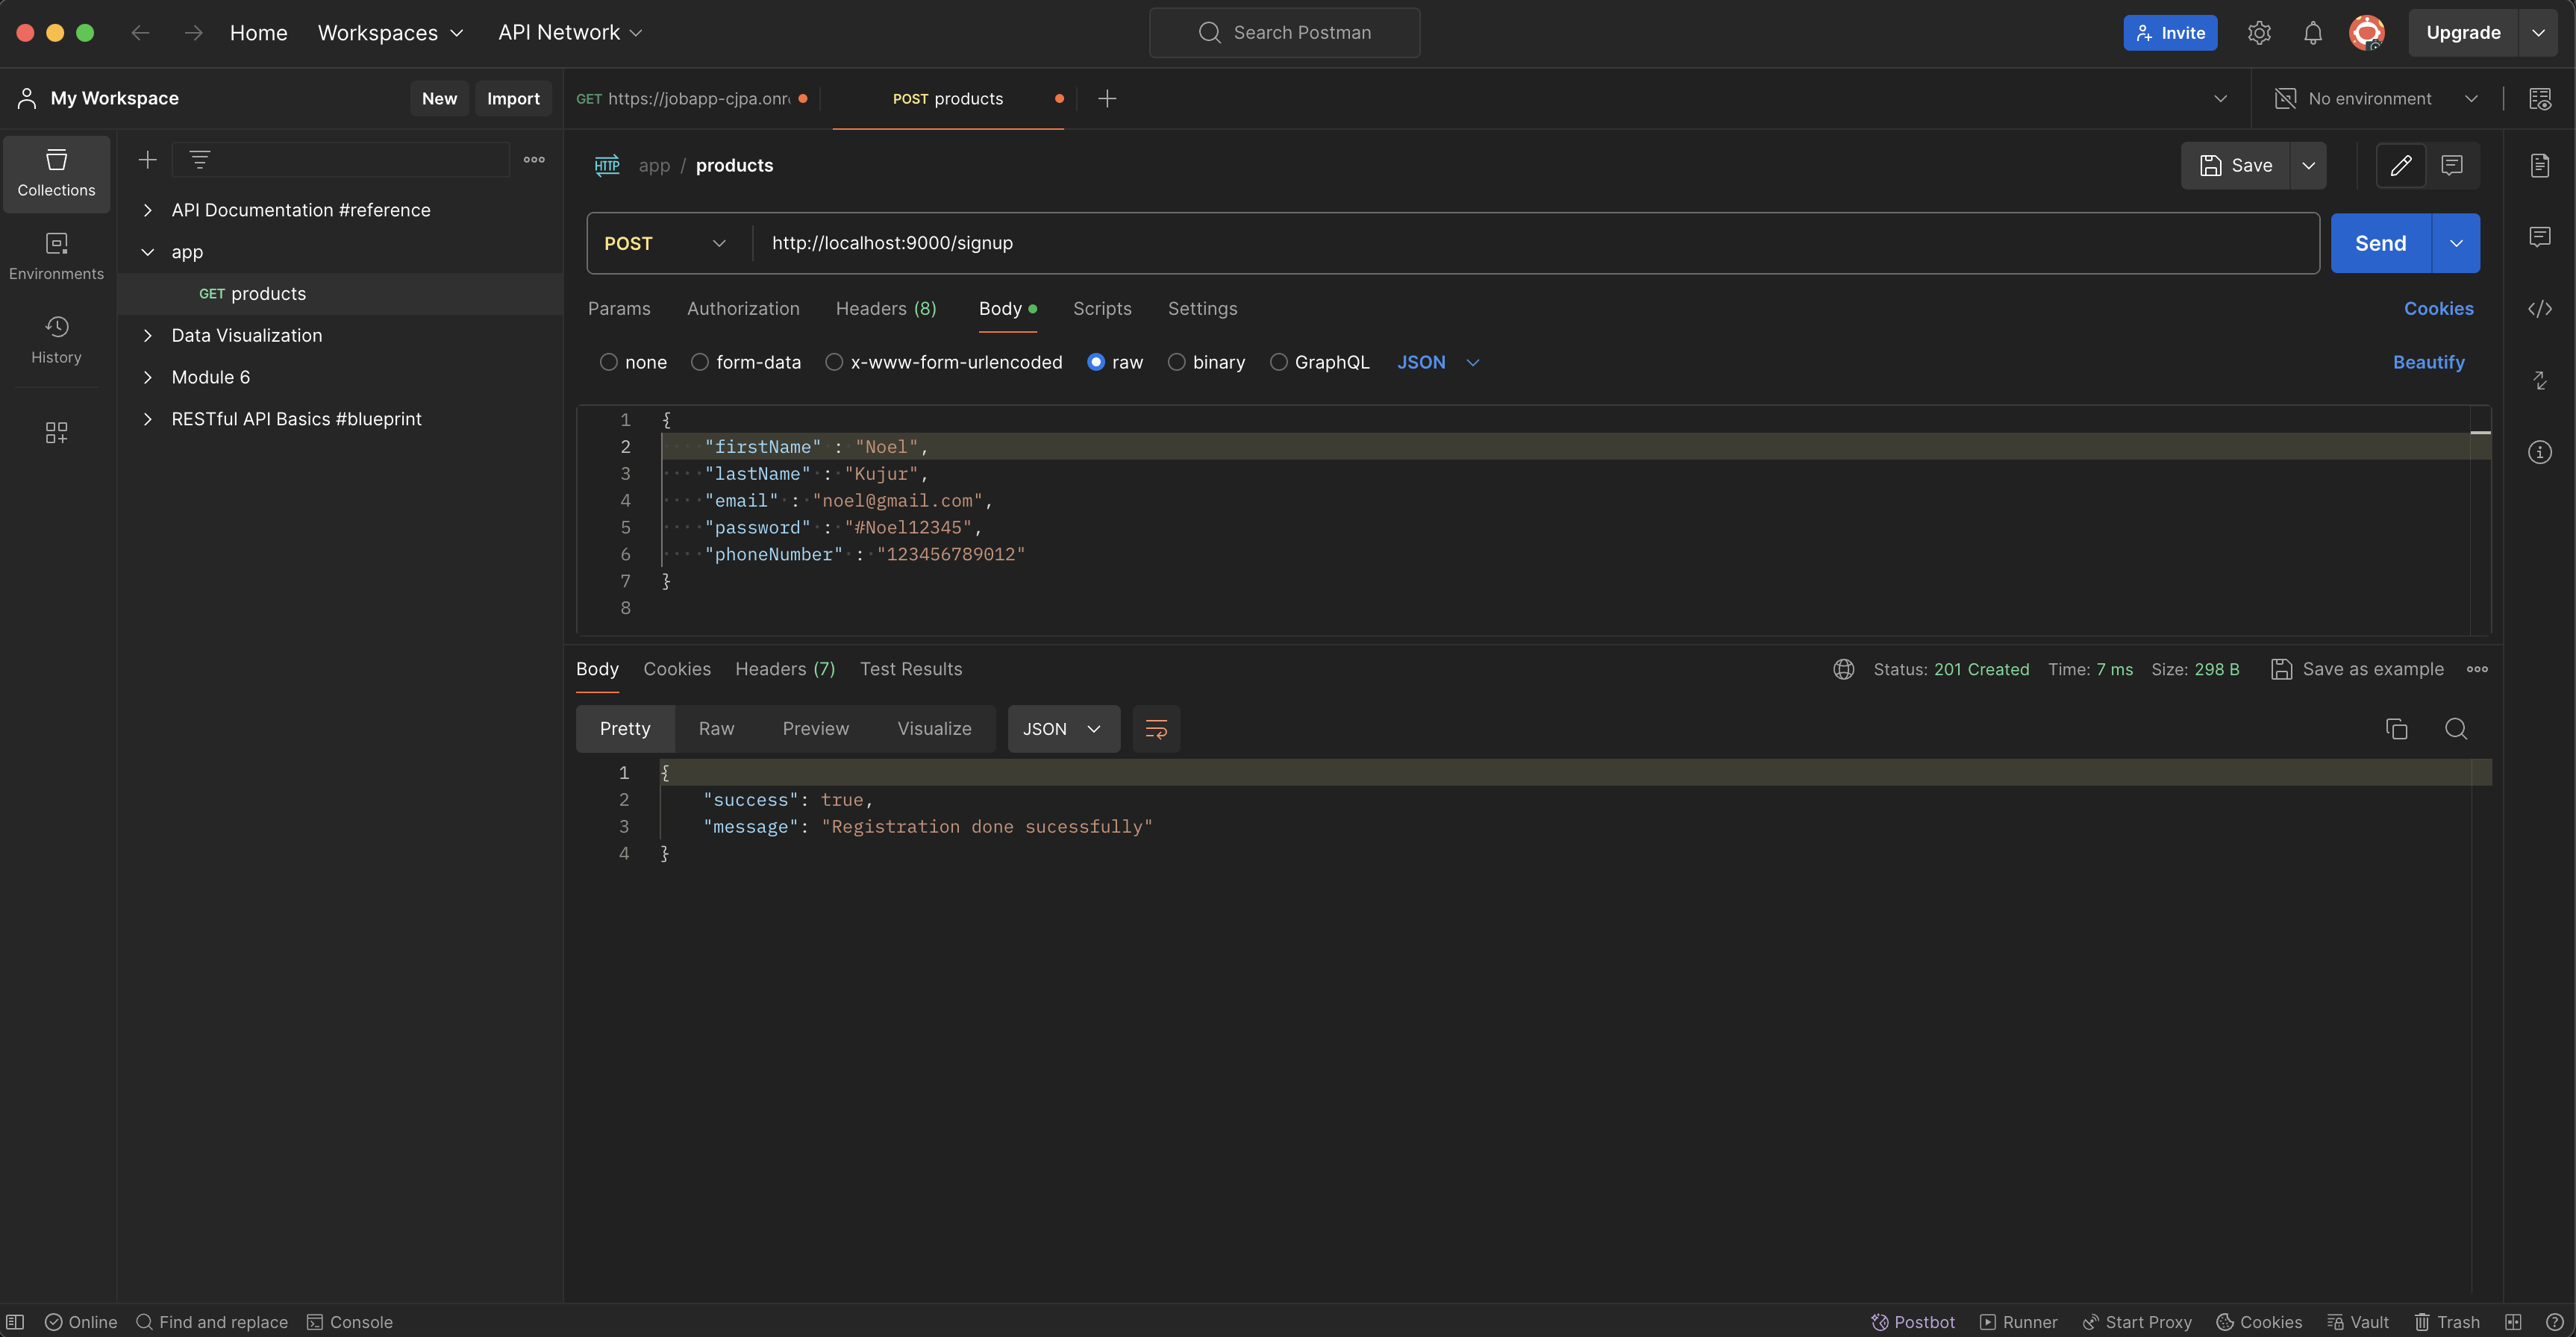 Home Workspaces API Network Search Postman Invite Upgrade
My Workspace New Import GET https://jobapp-cjpa.onr POST products No environment
Collections
Environments
History
API Documentation #reference
app
GET products
Data Visualization
Module 6
RESTful API Basics #blueprint
HTTP app / products Save
POST http://localhost:9000/signup Send
Params Authorization Headers (8) Body Scripts Settings Cookies
none form-data x-www-form-urlencoded raw binary GraphQL JSON Beautify
1 {
2 "firstName" : "Noel",
3 "lastName" : "Kujur",
4 "email" : "noel@gmail.com",
5 "password" : "#Noel12345",
6 "phoneNumber" : "123456789012"
7 }
8
Body Cookies Headers (7) Test Results Status: 201 Created Time: 7 ms Size: 298 B Save as example
Pretty Raw Preview Visualize JSON
1 {
2 "success": true,
3 "message": "Registration done sucessfully"
4 }
Online Find and replace Console Postbot Runner Start Proxy Cookies Vault Trash